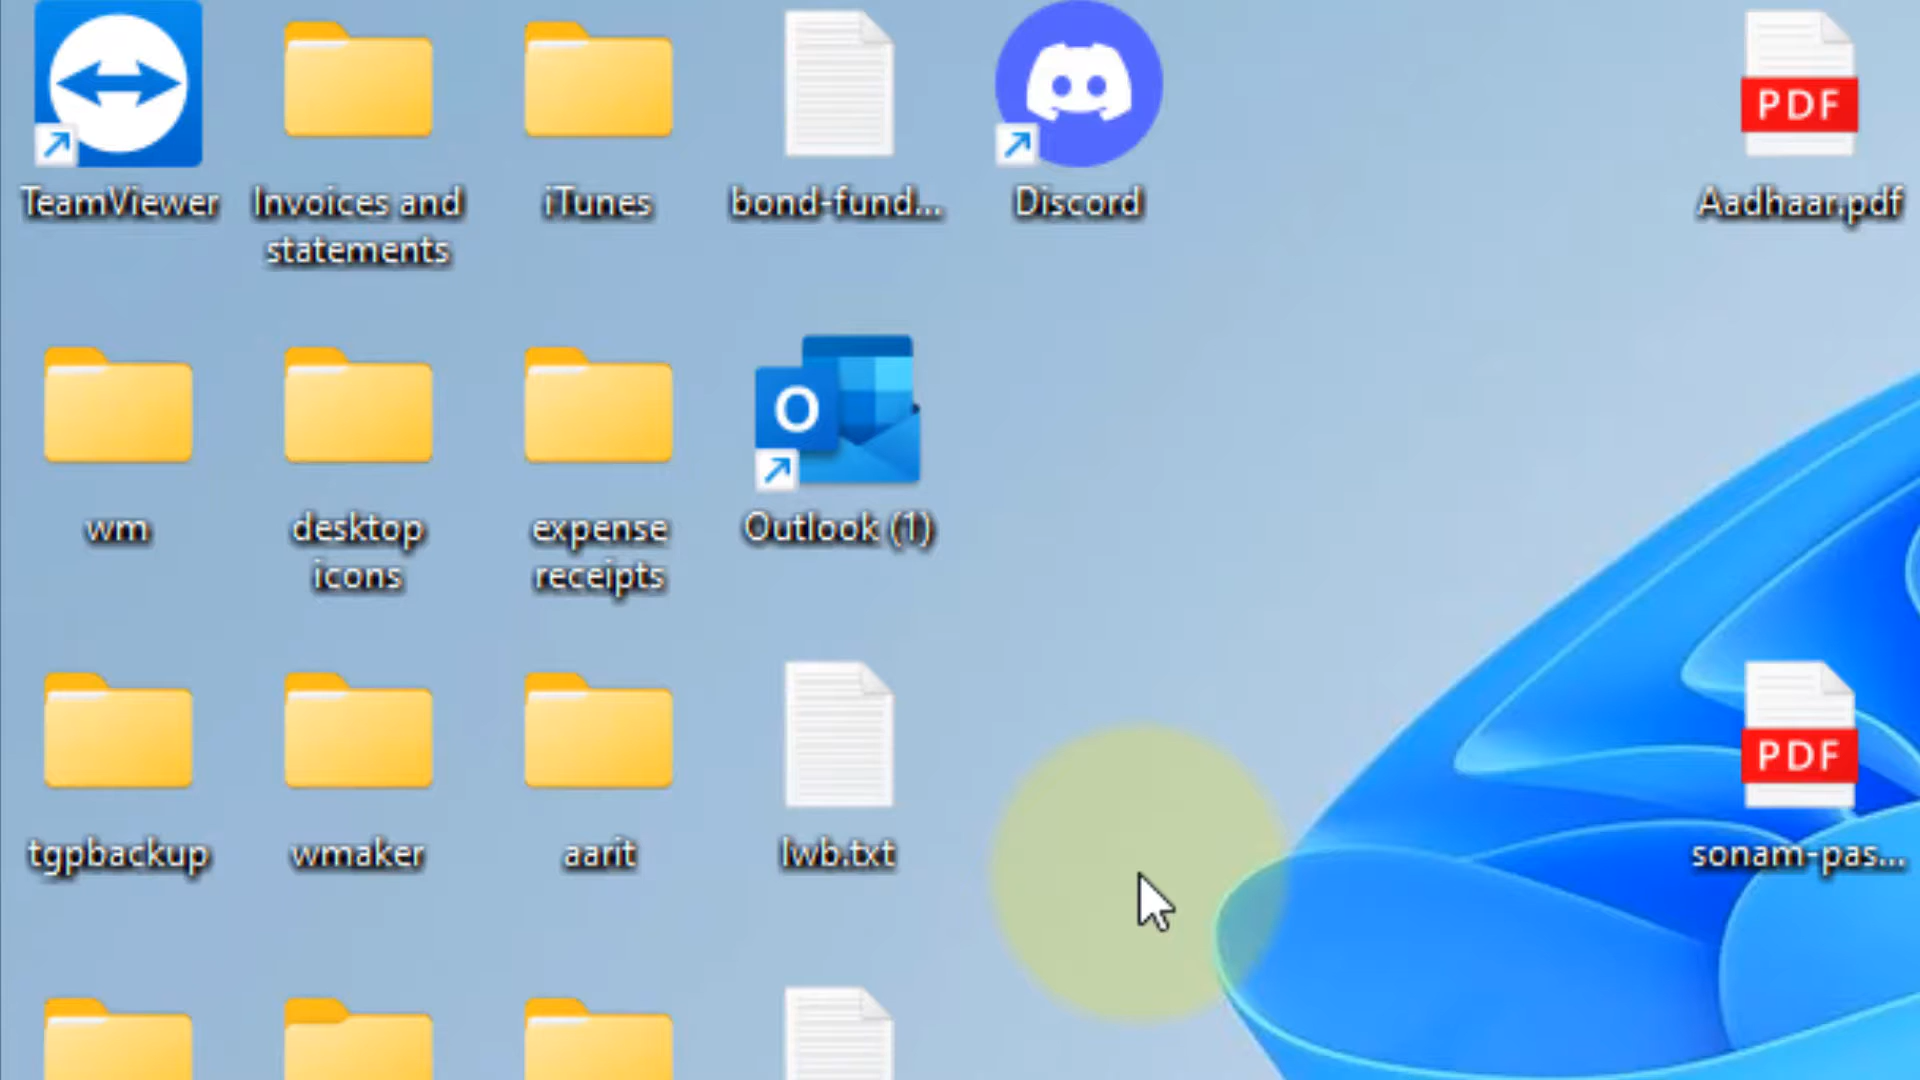 TeamViewer
Invoices and
statements
iTunes
bond-fund...
Discord
PDF
Aadhaar.pdf
wm
desktop
icons
expense
receipts
O
Outlook (1)
tgpbackup
wmaker
aarit
lwb.txt
PDF
sonam-pas...